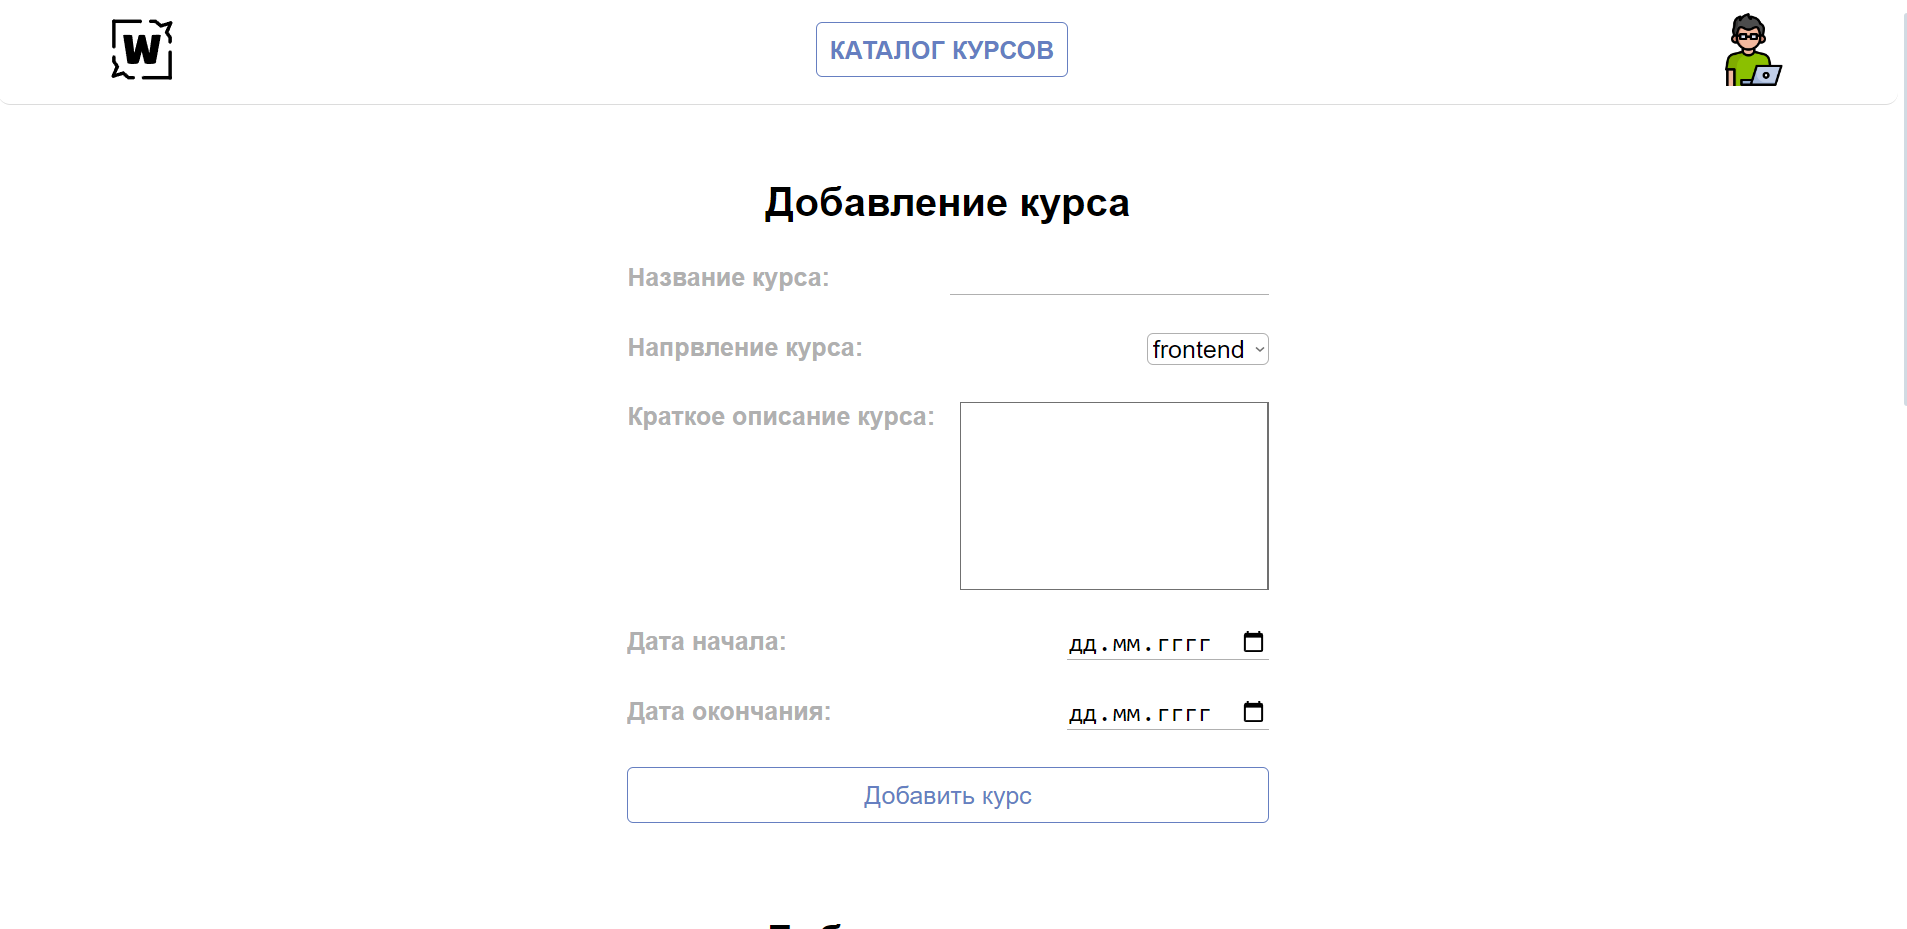 W
КАТАЛОГ КУРСОВ
Добавление курса
Название курса:
Напрвление курса:
frontend
Краткое описание курса:
Дата начала:
дд.мм.гггг
Дата окончания:
дд.мм.гггг
Добавить курс